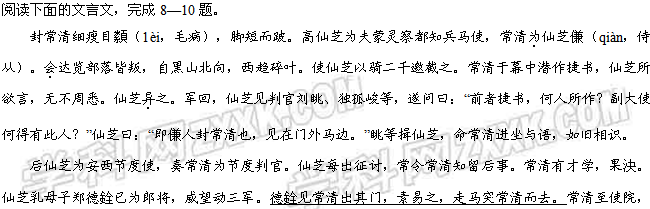 阅读下面的文言文，完成 8—10 题。
封常清细瘦目纇（lèi，毛病），脚短而跛。高仙芝为夫蒙灵察都知兵马使，常清为仙芝傔（qiàn，侍
从）。会达览部落皆叛，自黑山北向，西趋碎叶。使仙芝以骑二千邀截之。常清于幕中潜作捷书，仙芝所
欲言，无不周悉。仙芝异之。军回，仙芝见判官刘眺、独孤峻等，遂问曰：“前者捷书，何人所作？副大使
何得有此人？”仙芝曰：“即傔人封常清也，见在门外马边。”眺等揖仙芝，命常清进坐与语，如旧相识。
后仙芝为安西节度使，奏常清为节度判官。仙芝每出征讨，常令常清知留后事。常清有才学，果决。
仙芝乳母子郑德铨已为郎将，威望动三军。德铨见常清出其门，素易之，走马突常清而去。常清至使院，